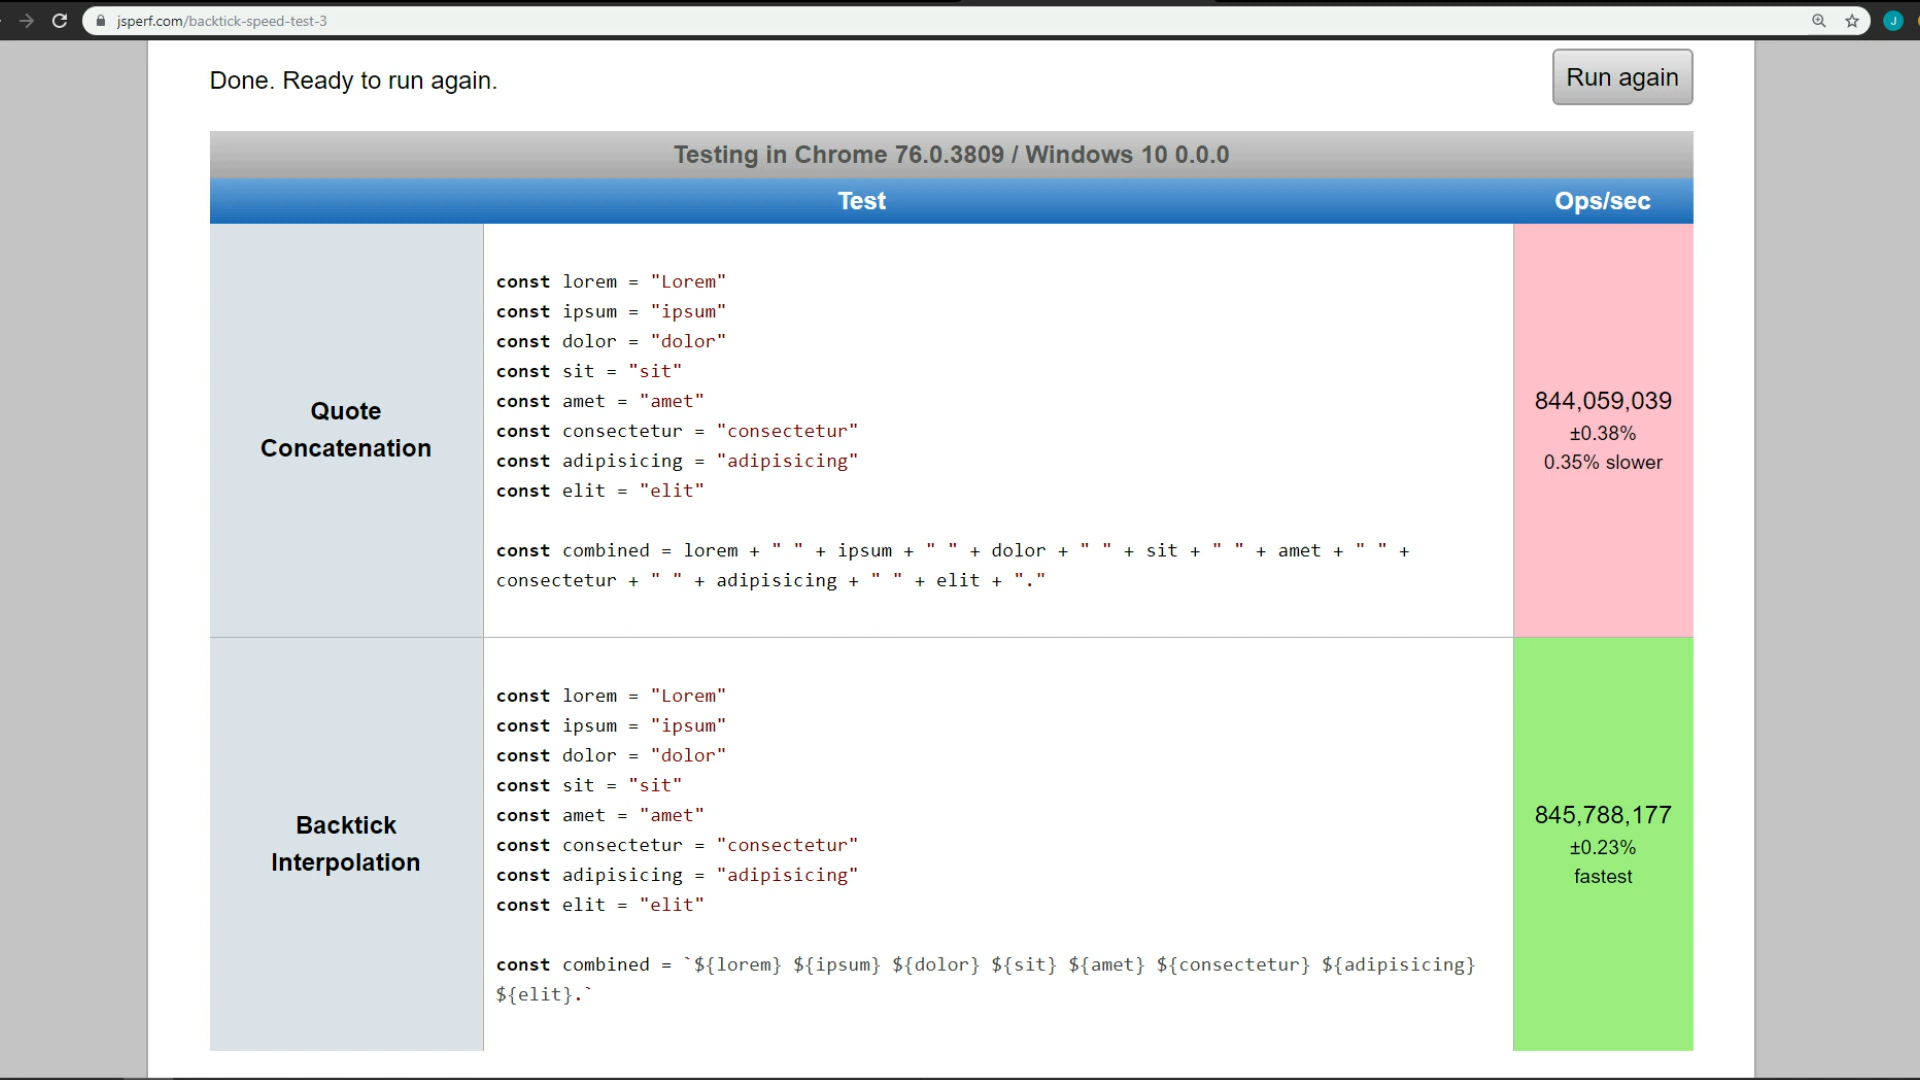 jsperf.com/backtick-speed-test-3
J
Done. Ready to run again.
Run again
Testing in Chrome 76.0.3809 / Windows 10 0.0.0
Test
Ops/sec
Quote
Concatenation
const lorem = "Lorem"
const ipsum = "ipsum"
const dolor = "dolor"
const sit = "sit"
const amet = "amet"
const consectetur = "consectetur"
const adipisicing = "adipisicing"
const elit = "elit"
const combined = lorem + " " + ipsum + " " + dolor + " " + sit + " " + amet + " " +
consectetur + " " + adipisicing + " " + elit + "."
844,059,039
±0.38%
0.35% slower
Backtick
Interpolation
const lorem = "Lorem"
const ipsum = "ipsum"
const dolor = "dolor"
const sit = "sit"
const amet = "amet"
const consectetur = "consectetur"
const adipisicing = "adipisicing"
const elit = "elit"
const combined = `${lorem} ${ipsum} ${dolor} ${sit} ${amet} ${consectetur} ${adipisicing}
${elit}.`
845,788,177
±0.23%
fastest